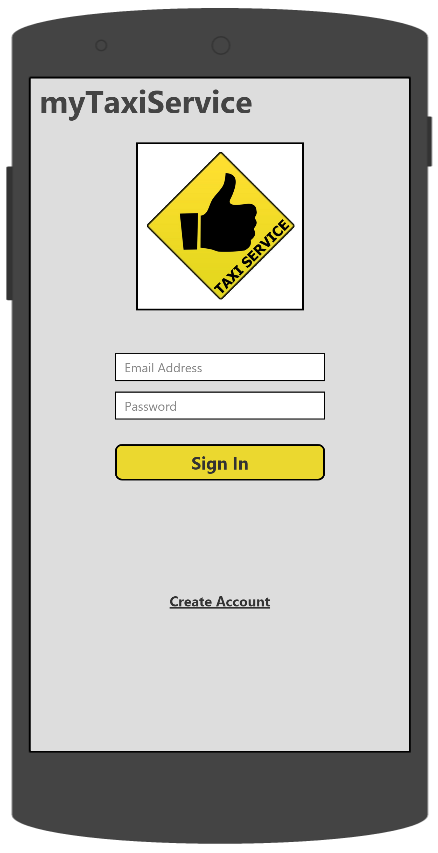 myTaxiService
TAXI SERVICE
Email Address
Password
Sign In
Create Account